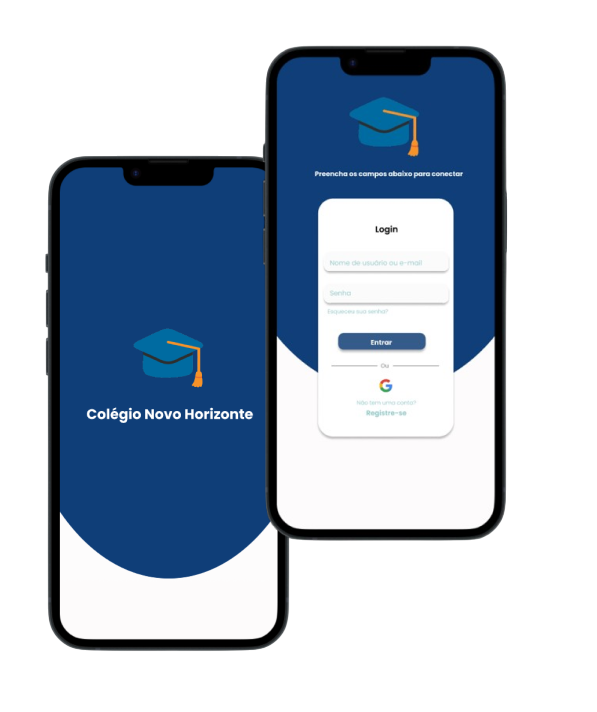 Colégio Novo Horizonte
Preencha os campos abaixo para conectar
Login
Nome de usuário ou e-mail
Senha
Esqueceu sua senha?
Entrar
Ou
Não tem uma conta?
Registre-se